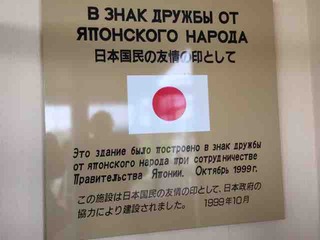 В ЗНАК ДРУЖБЫ ОТ
ЯПОНСКОГО НАРОДА
日本国民の友情の印として
Это здание было построено в знак дружбы
от японского народа при сотрудничестве
Правительства Японии. Октябрь 1999г.
この施設は日本国民の友情の印として、日本政府の
協力により建設されました。 1999年10月